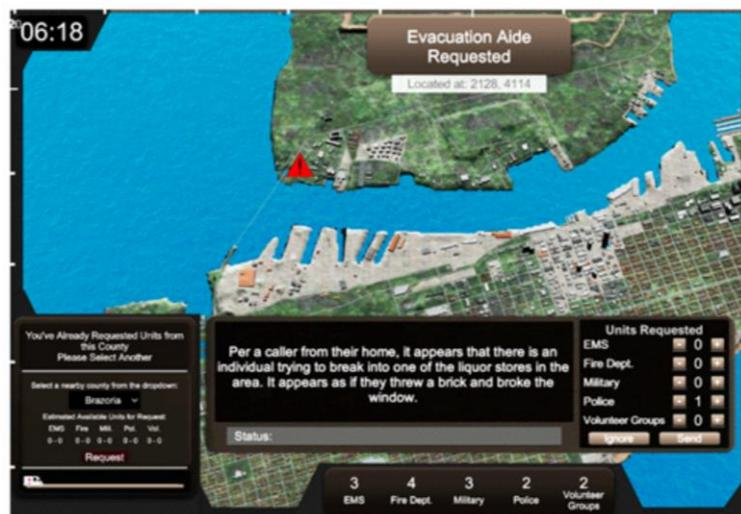 06:18
Evacuation Aide
Requested
Located at: 2128, 4114
You've Already Requested Units from
this County
Please Select Another
Select a nearby county from the dropdown:
Brazoria
Estimated Available Units for Request:
EMS Fire Mil. Pol. Vol.
0 - 0 0 - 0 0 - 0 0 - 0 0 - 0
Request
Per a caller from their home, it appears that there is an
individual trying to break into one of the liquor stores in the
area. It appears as if they threw a brick and broke the
window.
Status:
Units Requested
EMS - 0 +
Fire Dept. - 0 +
Military - 0 +
Police - 1 +
Volunteer Groups - 0 +
Ignore Send
3 4 3 2 2
EMS Fire Dept. Military Police Volunteer
Groups